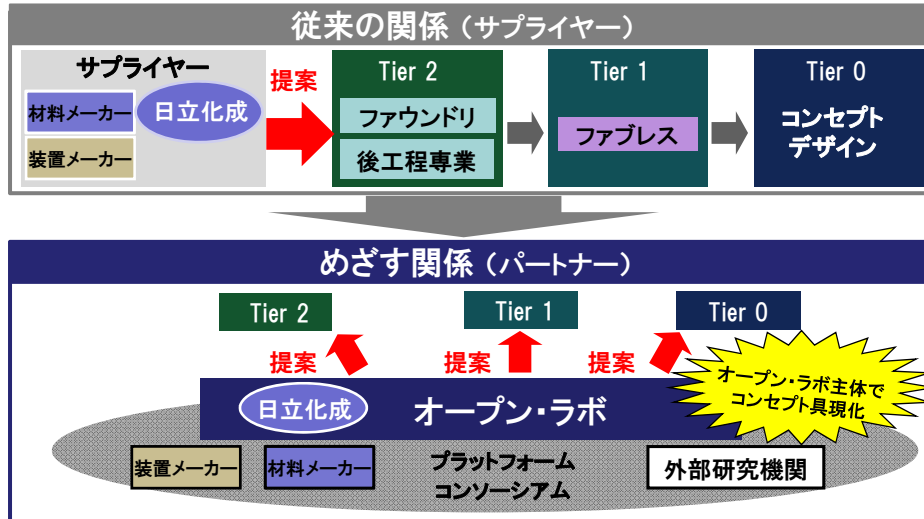 従来の関係（サプライヤー）
サプライヤー
材料メーカー
日立化成
装置メーカー
提案
Tier 2
ファウンドリ
後工程専業
Tier 1
ファブレス
Tier 0
コンセプト
デザイン
めざす関係（パートナー）
Tier 2
Tier 1
Tier 0
提案
提案
提案
オープン・ラボ主体で
コンセプト具現化
日立化成
オープン・ラボ
装置メーカー
材料メーカー
プラットフォーム
コンソーシアム
外部研究機関